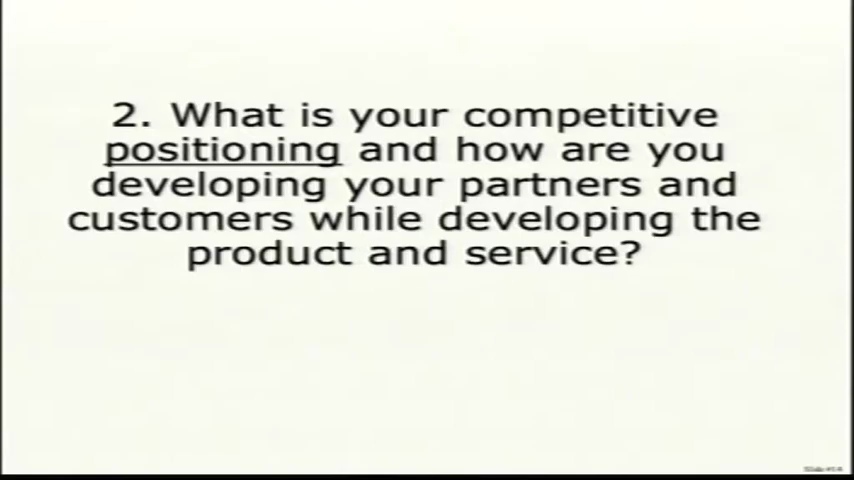 2. What is your competitive
positioning and how are you
developing your partners and
customers while developing the
product and service?